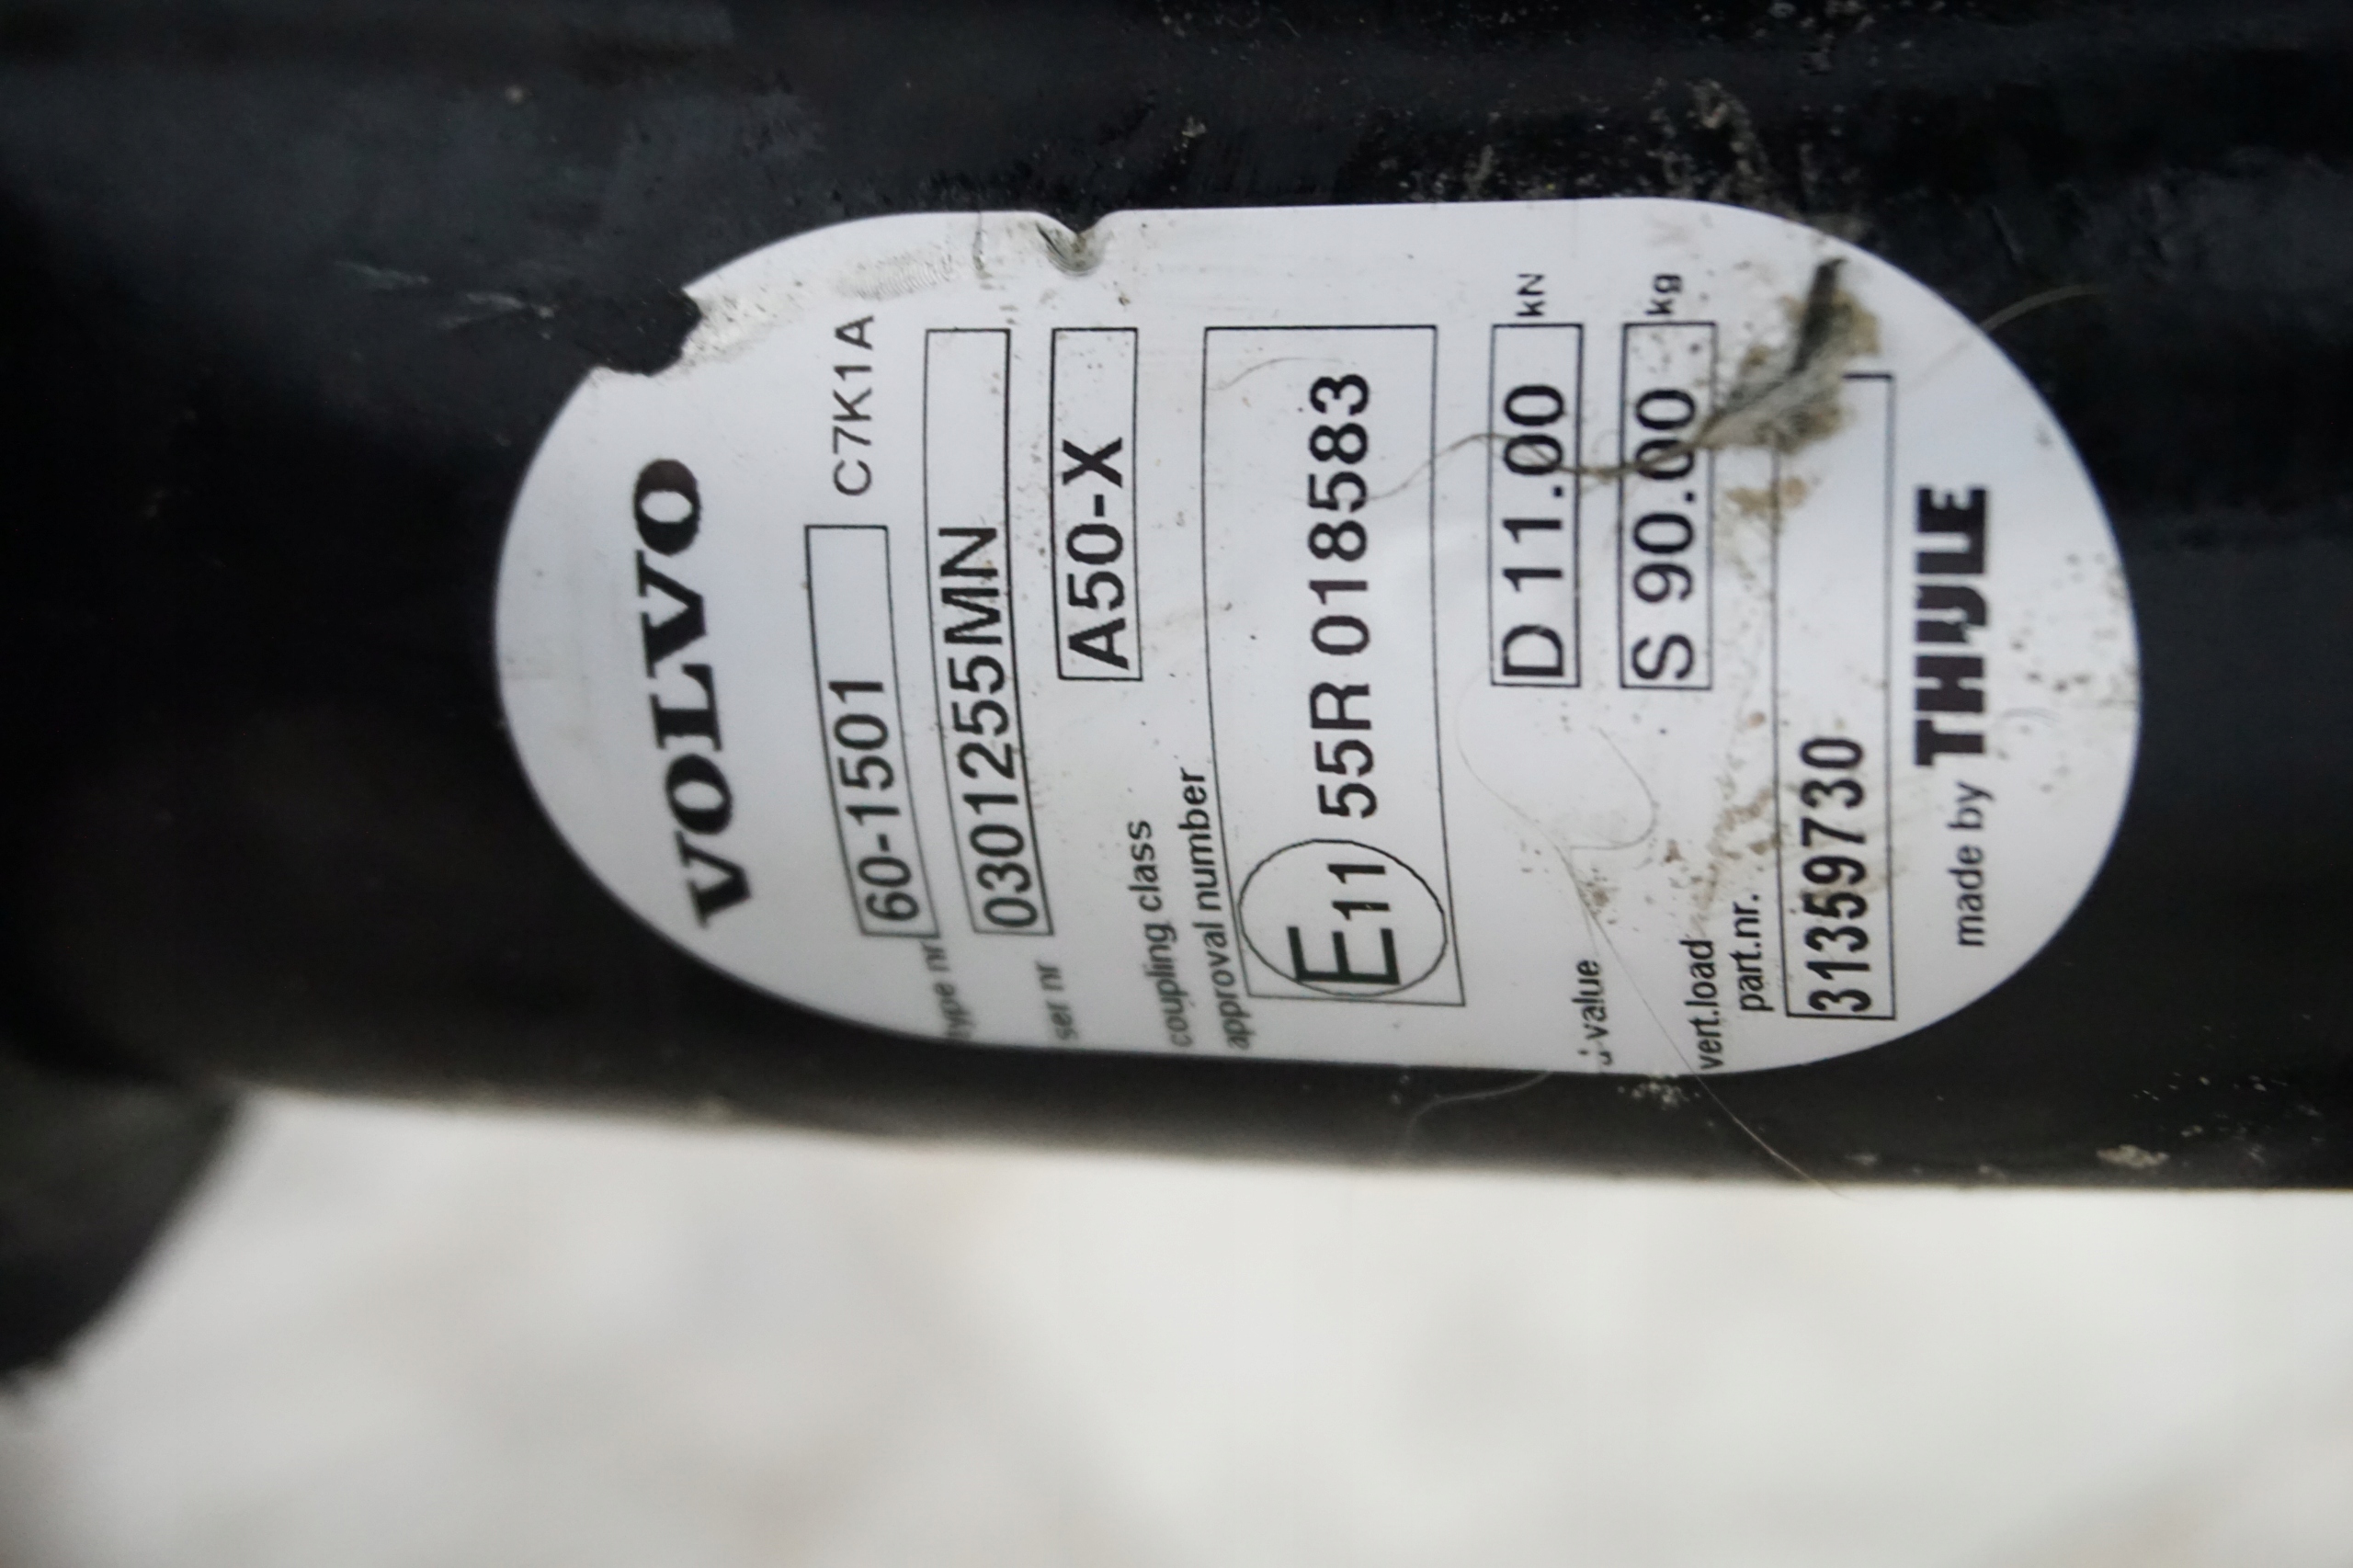 VOLVO
type nr 60-1501 C7K1A
ser nr 0301255MN
coupling class A50-X
approval number
E11 55R 018583
d-value D 11.00 kN
vert.load S 90.00 kg
part.nr.
31359730
made by THULE